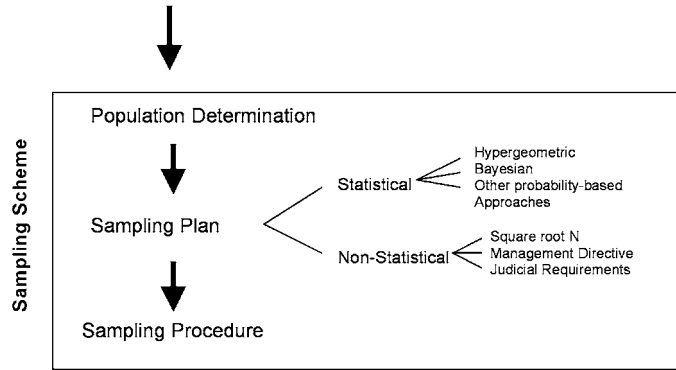 Sampling Scheme
Population Determination
Sampling Plan
Statistical
Hypergeometric
Bayesian
Other probability-based
Approaches
Non-Statistical
Square root N
Management Directive
Judicial Requirements
Sampling Procedure